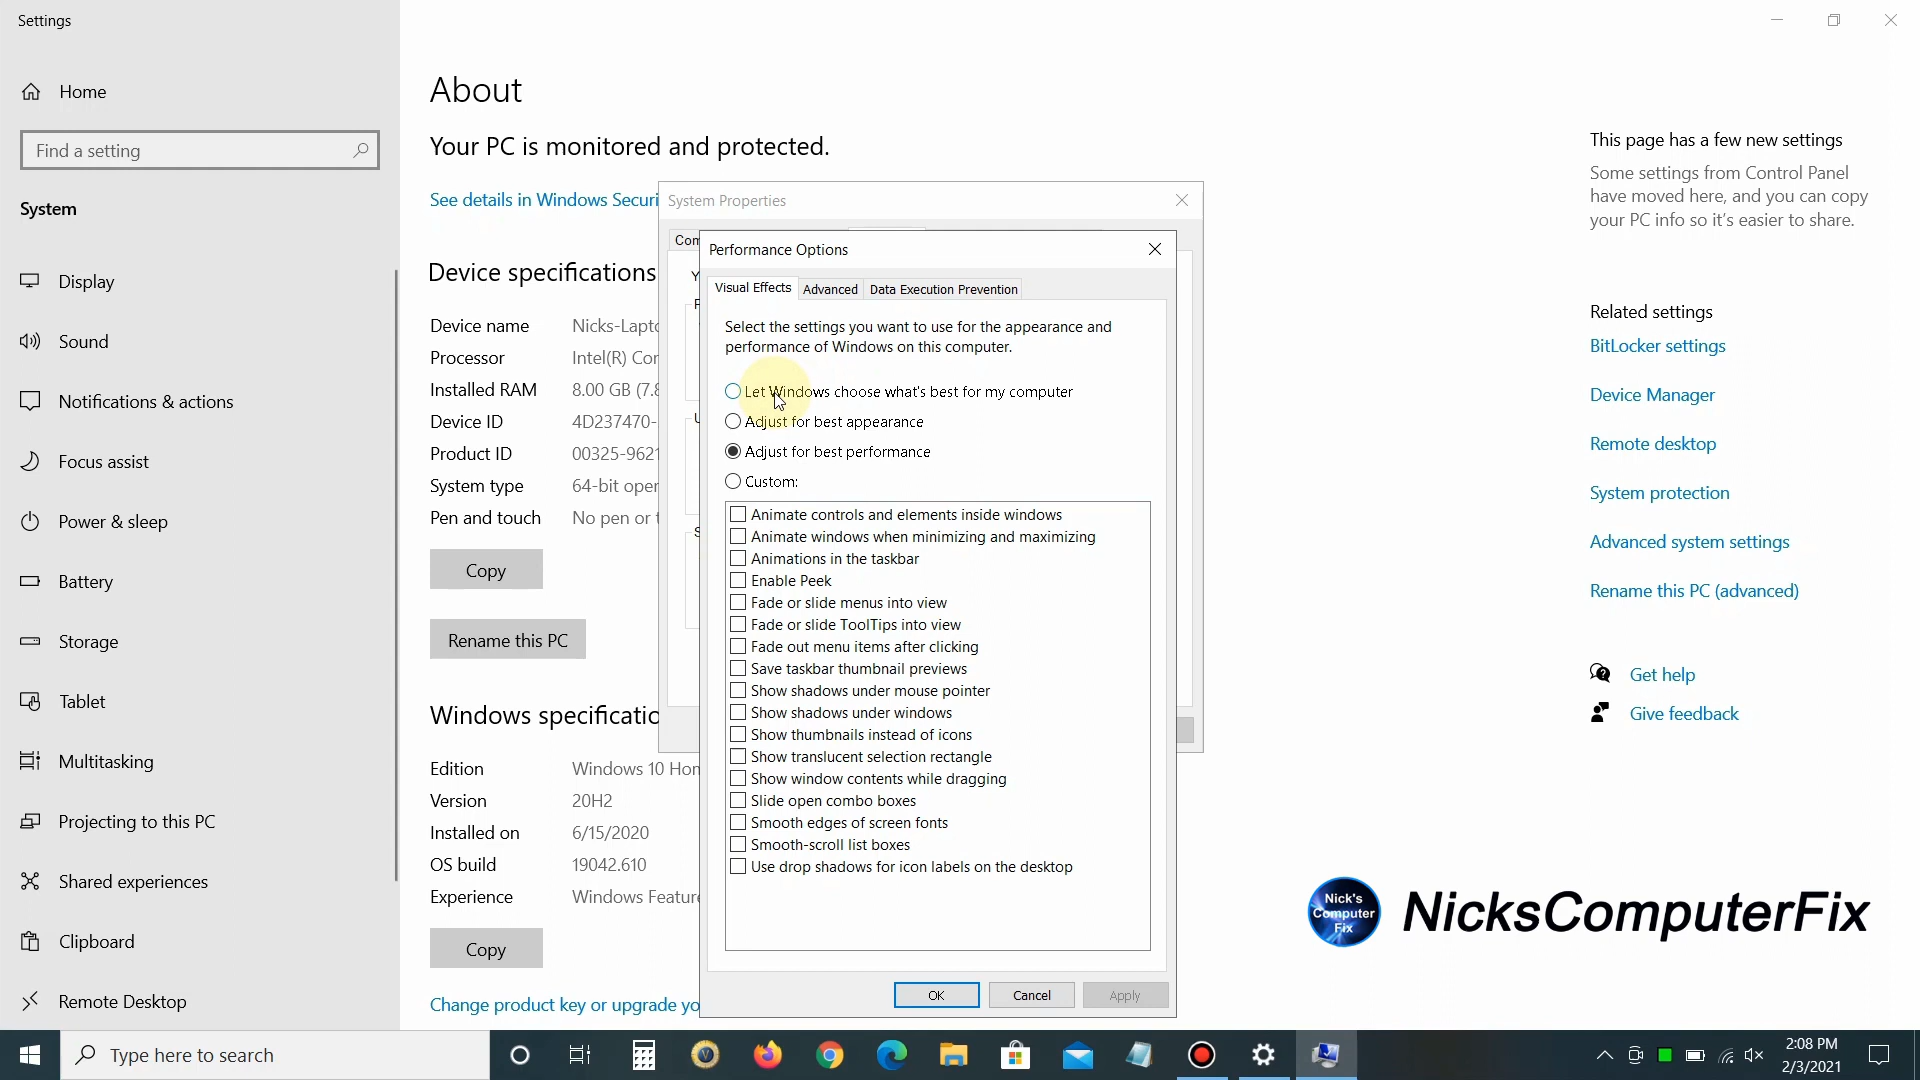 Settings
Home
Find a setting
System
Display
Sound
Notifications & actions
Focus assist
Power & sleep
Battery
Storage
Tablet
Multitasking
Projecting to this PC
Shared experiences
Clipboard
Remote Desktop
About
Your PC is monitored and protected.
See details in Windows Securi
Device specifications
Device name Nicks-Lapto
Processor Intel(R) Cor
Installed RAM 8.00 GB (7.8
Device ID 4D237470-
Product ID 00325-9621
System type 64-bit oper
Pen and touch No pen or t
Copy
Rename this PC
Windows specificatio
Edition Windows 10 Hom
Version 20H2
Installed on 6/15/2020
OS build 19042.610
Experience Windows Feature
Copy
Change product key or upgrade yo
System Properties
Com
Performance Options
Visual Effects Advanced Data Execution Prevention
Select the settings you want to use for the appearance and
performance of Windows on this computer.
Let Windows choose what's best for my computer
Adjust for best appearance
Adjust for best performance
Custom:
Animate controls and elements inside windows
Animate windows when minimizing and maximizing
Animations in the taskbar
Enable Peek
Fade or slide menus into view
Fade or slide ToolTips into view
Fade out menu items after clicking
Save taskbar thumbnail previews
Show shadows under mouse pointer
Show shadows under windows
Show thumbnails instead of icons
Show translucent selection rectangle
Show window contents while dragging
Slide open combo boxes
Smooth edges of screen fonts
Smooth-scroll list boxes
Use drop shadows for icon labels on the desktop
OK Cancel Apply
This page has a few new settings
Some settings from Control Panel
have moved here, and you can copy
your PC info so it's easier to share.
Related settings
BitLocker settings
Device Manager
Remote desktop
System protection
Advanced system settings
Rename this PC (advanced)
Get help
Give feedback
Nick's
Computer
Fix
NicksComputerFix
Type here to search
2:08 PM
2/3/2021